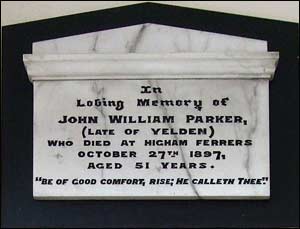 In
Loving Memory of
JOHN WILLIAM PARKER,
(LATE OF YELDEN)
WHO DIED AT HIGHAM FERRERS
OCTOBER 27TH 1897,
AGED 51 YEARS.
"BE OF GOOD COMFORT, RISE; HE CALLETH THEE."